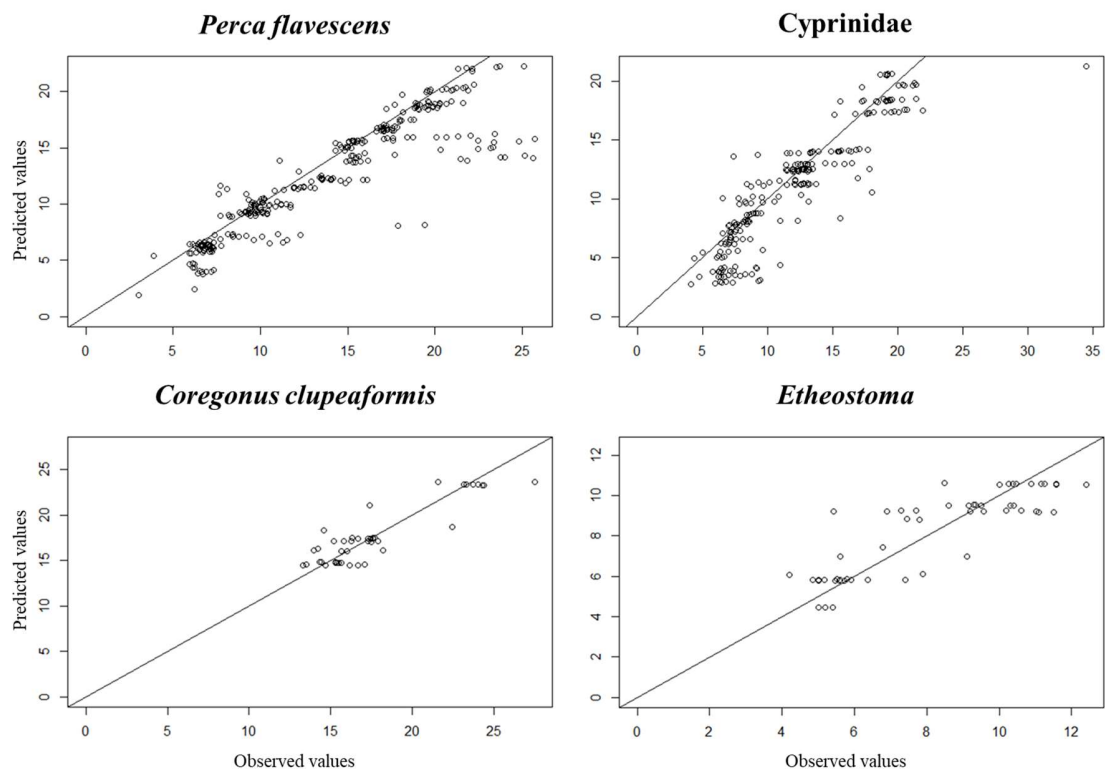 Perca flavescens
Cyprinidae
Predicted values
0 5 10 15 20
0 5 10 15 20 25
0 5 10 15 20
0 5 10 15 20 25 30 35
Coregonus clupeaformis
Etheostoma
Predicted values
0 5 10 15 20 25
0 5 10 15 20 25
0 2 4 6 8 10 12
0 2 4 6 8 10 12
Observed values
Observed values